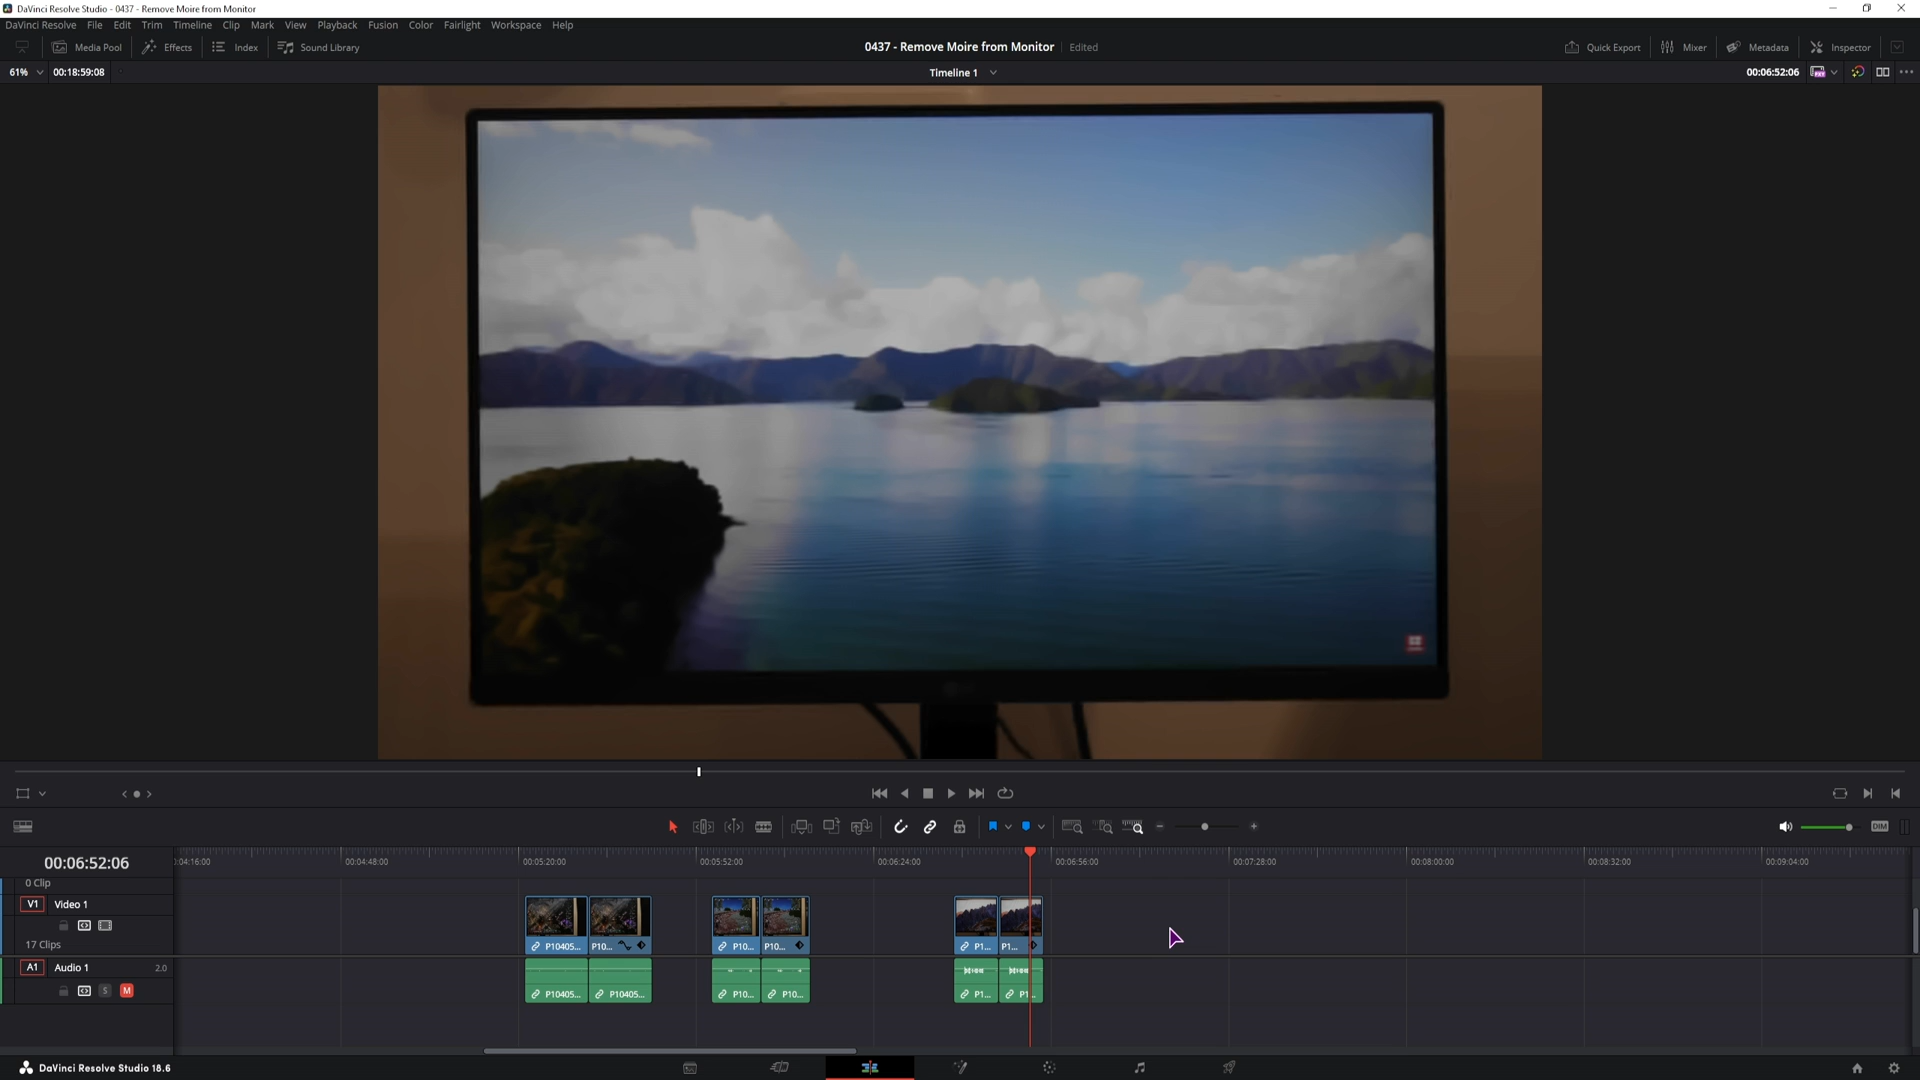 DaVinci Resolve Studio - 0437 - Remove Moire from Monitor
DaVinci Resolve File Edit Trim Timeline Clip Mark View Playback Fusion Color Fairlight Workspace Help
Media Pool Effects Index Sound Library 0437 - Remove Moire from Monitor Edited Quick Export Mixer Metadata Inspector
61% 00:18:59:08 Timeline 1 00:06:52:06
DIM
00:06:52:06 :04:16:00 00:04:48:00 00:05:20:00 00:05:52:00 00:06:24:00 00:06:56:00 00:07:28:00 00:08:00:00 00:08:32:00 00:09:04:00
0 Clip
V1 Video 1
17 Clips P10405... P10... P10... P10... P1... P1...
A1 Audio 1 2.0
S M P10405... P10405... P10... P10... P1... P1...
DaVinci Resolve Studio 18.6